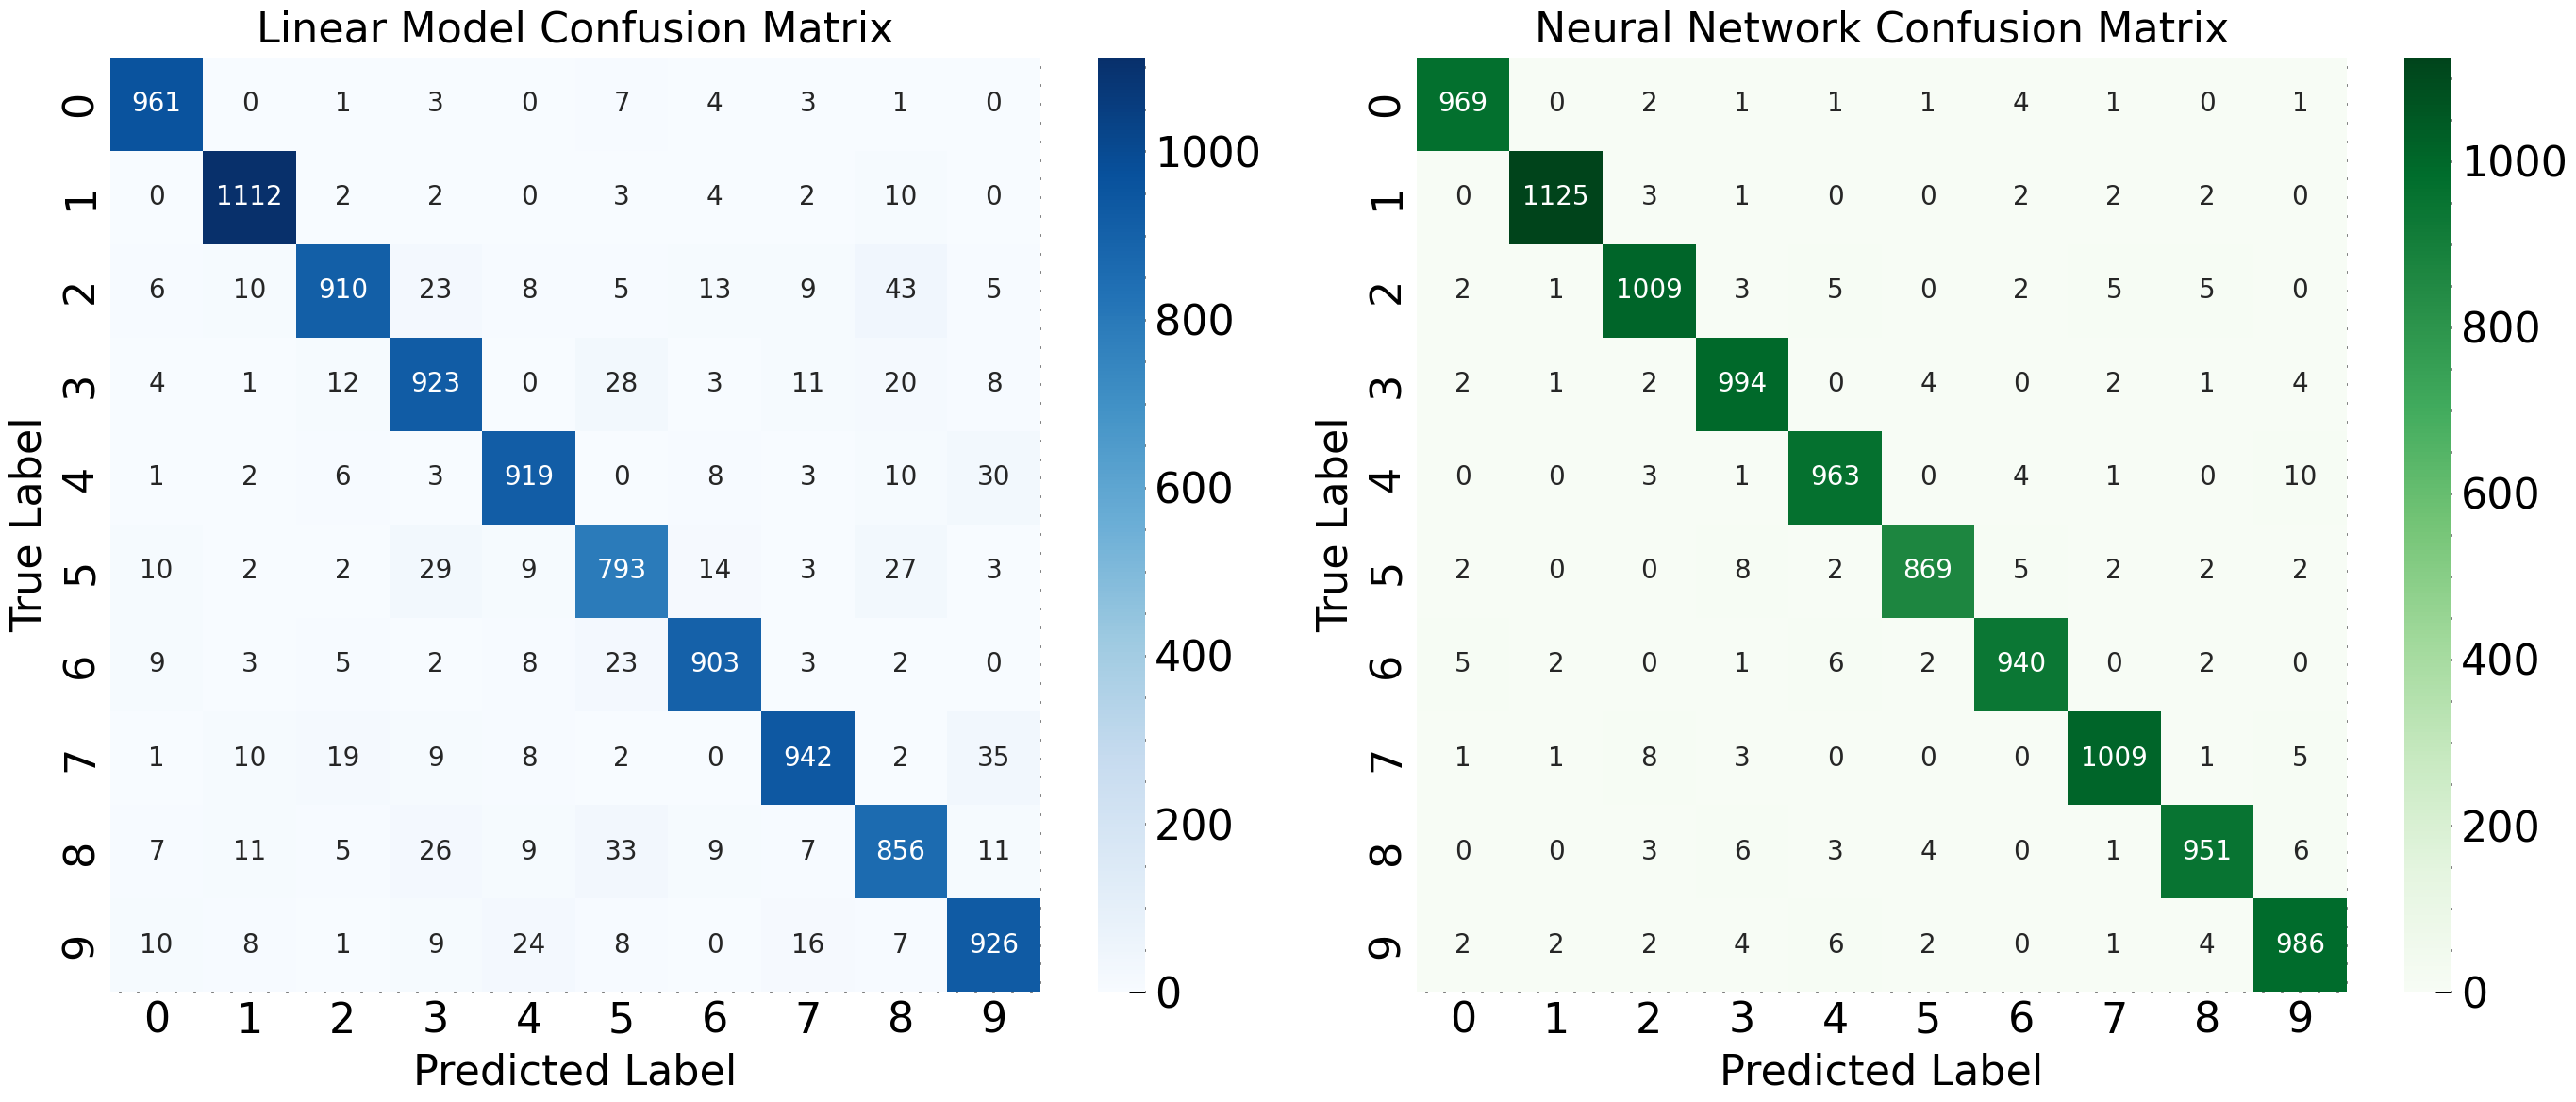 Linear Model Confusion Matrix
True Label
0 961 0 1 3 0 7 4 3 1 0
1 0 1112 2 2 0 3 4 2 10 0
2 6 10 910 23 8 5 13 9 43 5
3 4 1 12 923 0 28 3 11 20 8
4 1 2 6 3 919 0 8 3 10 30
5 10 2 2 29 9 793 14 3 27 3
6 9 3 5 2 8 23 903 3 2 0
7 1 10 19 9 8 2 0 942 2 35
8 7 11 5 26 9 33 9 7 856 11
9 10 8 1 9 24 8 0 16 7 926
0 1 2 3 4 5 6 7 8 9
Predicted Label
1000
800
600
400
200
0
Neural Network Confusion Matrix
True Label
0 969 0 2 1 1 1 4 1 0 1
1 0 1125 3 1 0 0 2 2 2 0
2 2 1 1009 3 5 0 2 5 5 0
3 2 1 2 994 0 4 0 2 1 4
4 0 0 3 1 963 0 4 1 0 10
5 2 0 0 8 2 869 5 2 2 2
6 5 2 0 1 6 2 940 0 2 0
7 1 1 8 3 0 0 0 1009 1 5
8 0 0 3 6 3 4 0 1 951 6
9 2 2 2 4 6 2 0 1 4 986
0 1 2 3 4 5 6 7 8 9
Predicted Label
1000
800
600
400
200
0